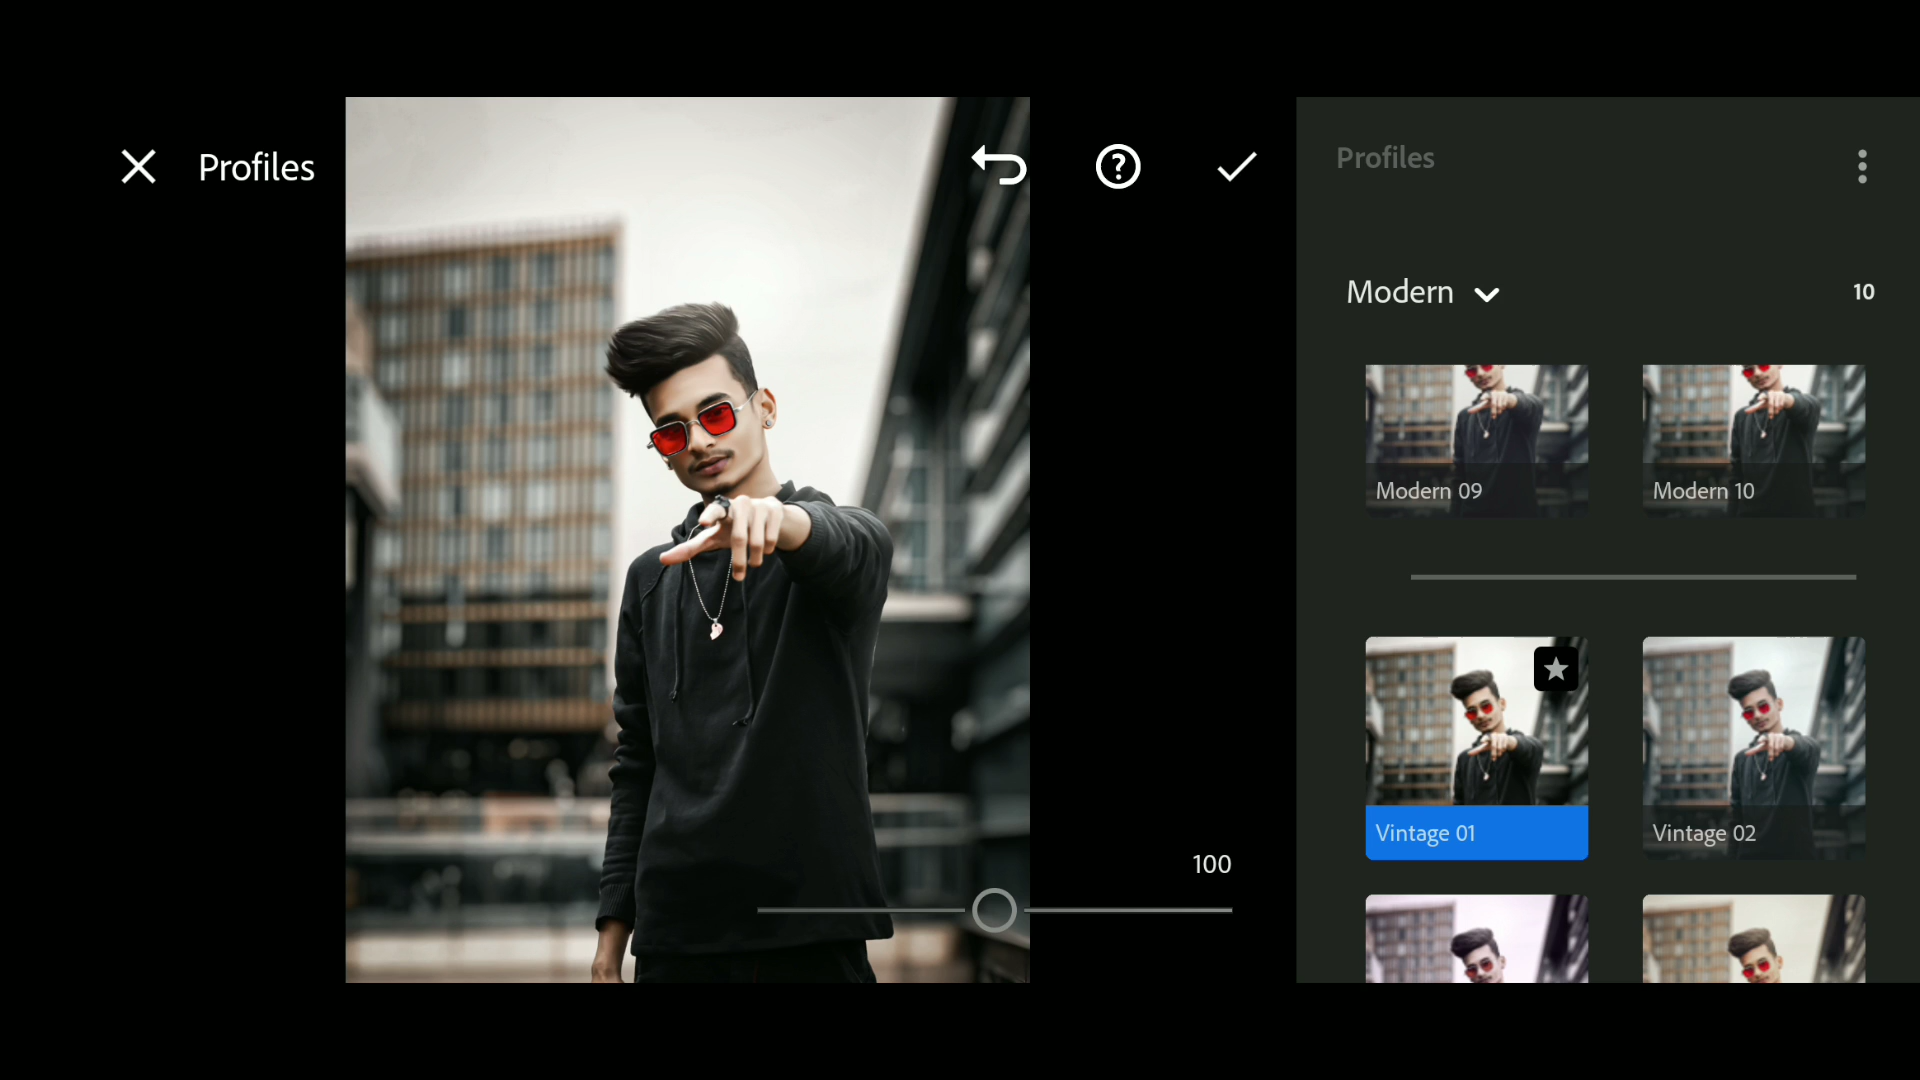 Profiles
?
Profiles
Modern
10
Modern 09
Modern 10
Vintage 01
Vintage 02
100